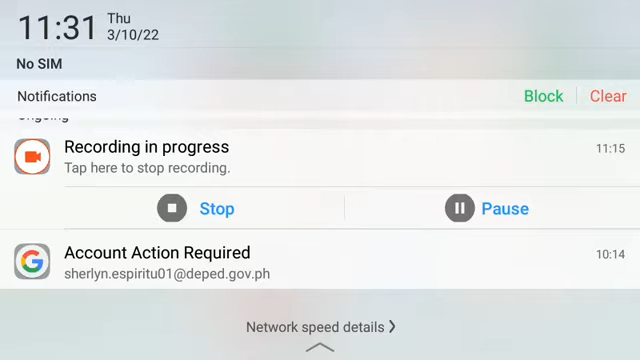 11:31 Thu
3/10/22
No SIM
Notifications Block Clear
Ongoing
Recording in progress 11:15
Tap here to stop recording.
Stop Pause
Account Action Required 10:14
sherlyn.espiritu01@deped.gov.ph
Network speed details